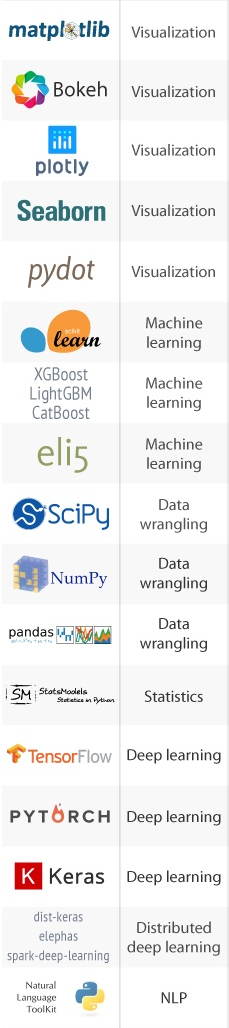 matplotlib
Visualization
Bokeh
Visualization
plotly
Visualization
Seaborn
Visualization
pydot
Visualization
scikit
learn
Machine
learning
XGBoost
LightGBM
CatBoost
Machine
learning
eli5
Machine
learning
SciPy
Data
wrangling
NumPy
Data
wrangling
pandas
Data
wrangling
SM
StatsModels
Statistics in Python
Statistics
TensorFlow
Deep learning
PYTORCH
Deep learning
K Keras
Deep learning
dist-keras
elephas
spark-deep-learning
Distributed
deep learning
Natural
Language
ToolKit
NLP